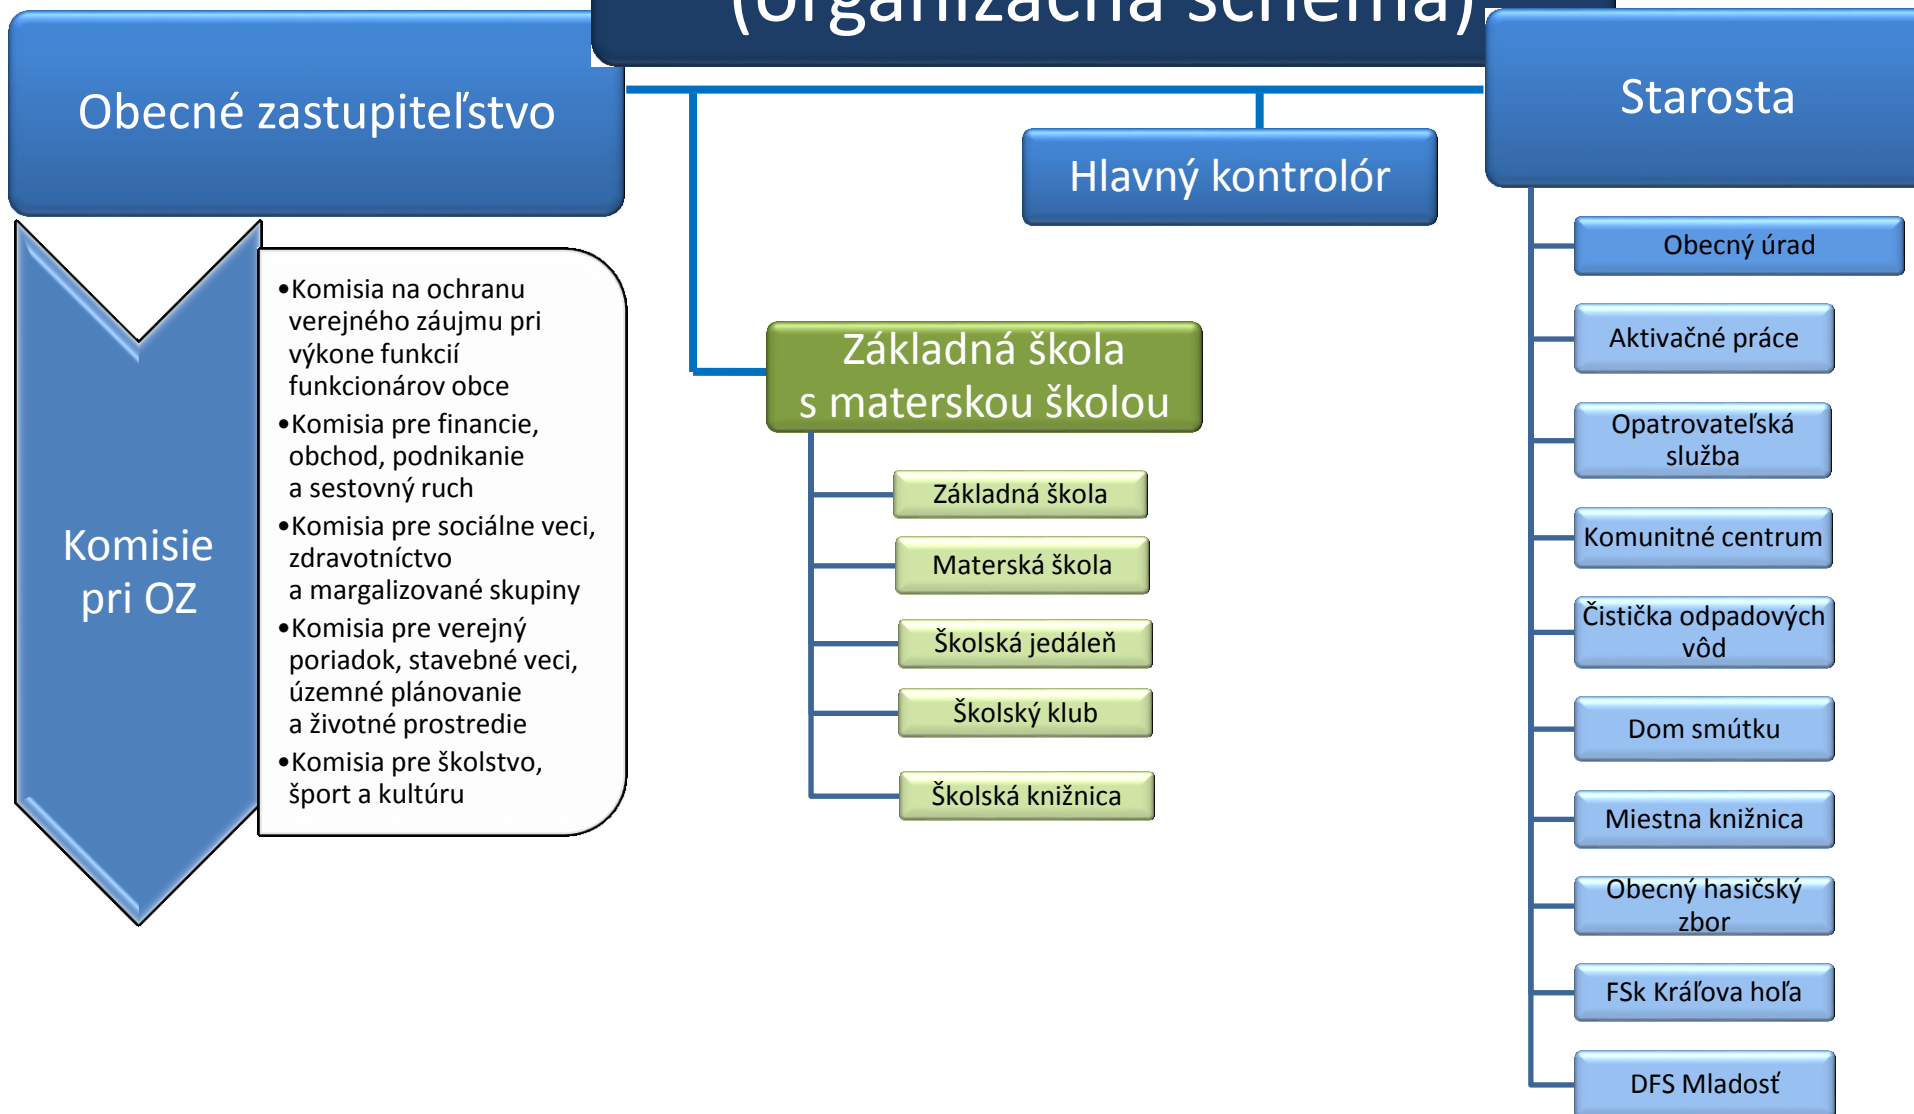 (organizačná schéma)
Obecné zastupiteľstvo
Starosta
Hlavný kontrolór
Komisie
pri OZ
•Komisia na ochranu
verejného záujmu pri
výkone funkcií
funkcionárov obce
•Komisia pre financie,
obchod, podnikanie
a sestovný ruch
•Komisia pre sociálne veci,
zdravotníctvo
a margalizované skupiny
•Komisia pre verejný
poriadok, stavebné veci,
územné plánovanie
a životné prostredie
•Komisia pre školstvo,
šport a kultúru
Základná škola
s materskou školou
Základná škola
Materská škola
Školská jedáleň
Školský klub
Školská knižnica
Obecný úrad
Aktivačné práce
Opatrovateľská
služba
Komunitné centrum
Čistička odpadových
vôd
Dom smútku
Miestna knižnica
Obecný hasičský
zbor
FSk Kráľova hoľa
DFS Mladosť